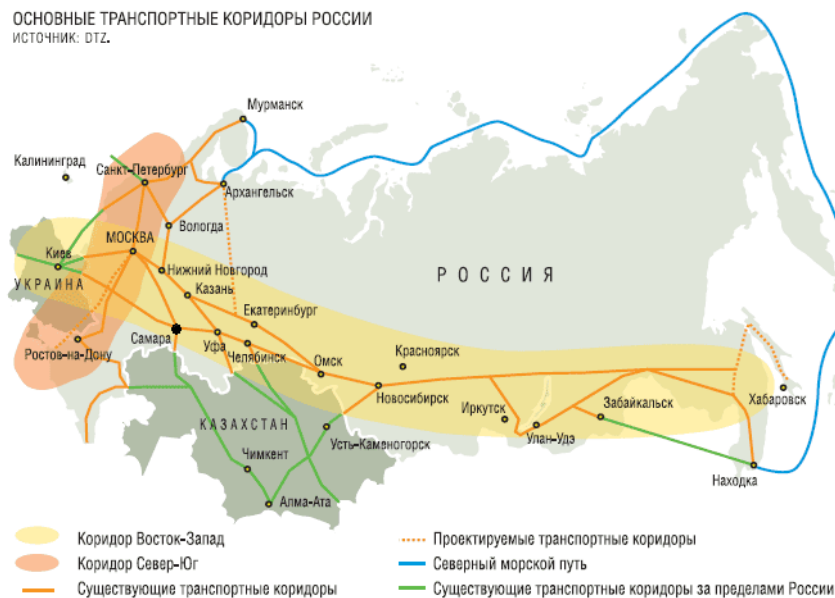 ОСНОВНЫЕ ТРАНСПОРТНЫЕ КОРИДОРЫ РОССИИ
ИСТОЧНИК: DTZ.
Мурманск
Калининград
Санкт-Петербург
Архангельск
Вологда
МОСКВА
Киев
УКРАИНА
Нижний Новгород
РОССИЯ
Казань
Екатеринбург
Самара
Уфа
Ростов-на-Дону
Челябинск
Омск
Красноярск
Новосибирск
Хабаровск
Иркутск
Забайкальск
Улан-Удэ
КАЗАХСТАН
Усть-Каменогорск
Чимкент
Находка
Алма-Ата
Коридор Восток-Запад
Коридор Север-Юг
Существующие транспортные коридоры
Проектируемые транспортные коридоры
Северный морской путь
Существующие транспортные коридоры за пределами России